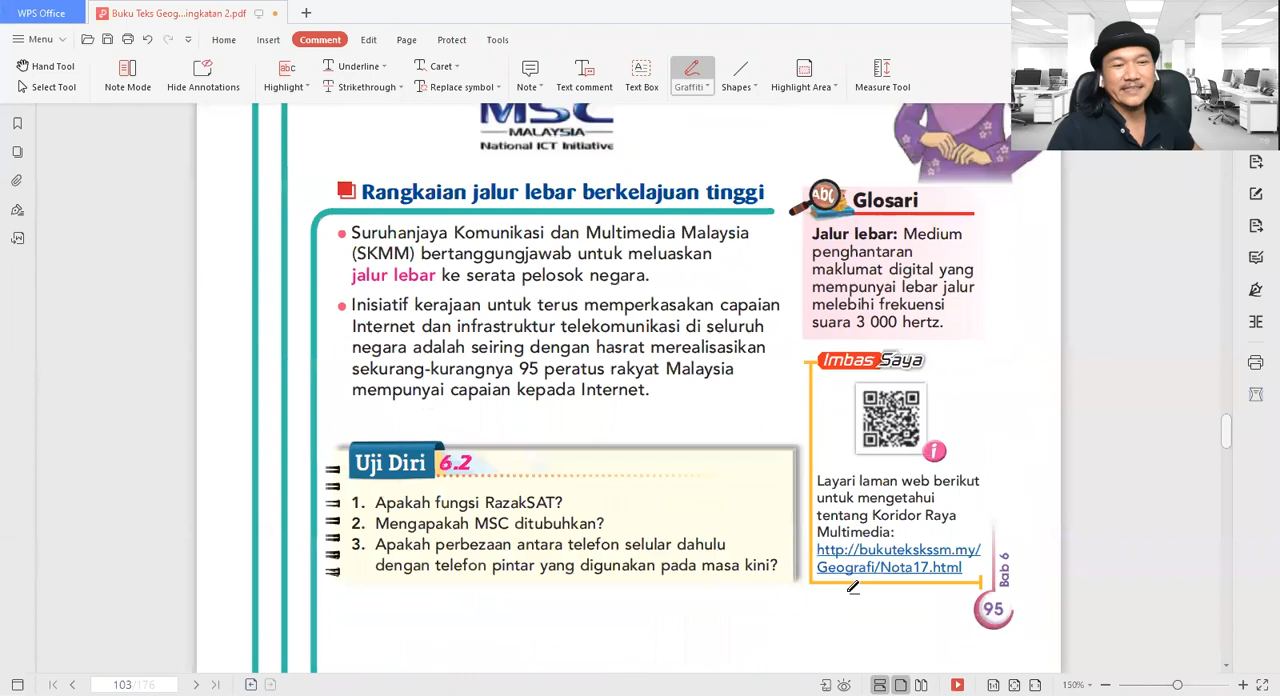 WPS Office
Buku Teks Geog...ingkatan 2.pdf
Menu
Home
Insert
Comment
Edit
Page
Protect
Tools
Hand Tool
Select Tool
Note Mode
Hide Annotations
Highlight
Underline
Strikethrough
Caret
Replace symbol
Note
Text comment
Text Box
Graffiti
Shapes
Highlight Area
Measure Tool
MSC
MALAYSIA
National ICT Initiative
Rangkaian jalur lebar berkelajuan tinggi
Suruhanjaya Komunikasi dan Multimedia Malaysia
(SKMM) bertanggungjawab untuk meluaskan
jalur lebar ke serata pelosok negara.
Inisiatif kerajaan untuk terus memperkasakan capaian
Internet dan infrastruktur telekomunikasi di seluruh
negara adalah seiring dengan hasrat merealisasikan
sekurang-kurangnya 95 peratus rakyat Malaysia
mempunyai capaian kepada Internet.
Uji Diri 6.2
1. Apakah fungsi RazakSAT?
2. Mengapakah MSC ditubuhkan?
3. Apakah perbezaan antara telefon selular dahulu
dengan telefon pintar yang digunakan pada masa kini?
ABC
Glosari
Jalur lebar: Medium
penghantaran
maklumat digital yang
mempunyai lebar jalur
melebihi frekuensi
suara 3 000 hertz.
Imbas Saya
i
Layari laman web berikut
untuk mengetahui
tentang Koridor Raya
Multimedia:
http://buktekskssm.my/
Geografi/Nota17.html
Bab 6
95
103/176
150%